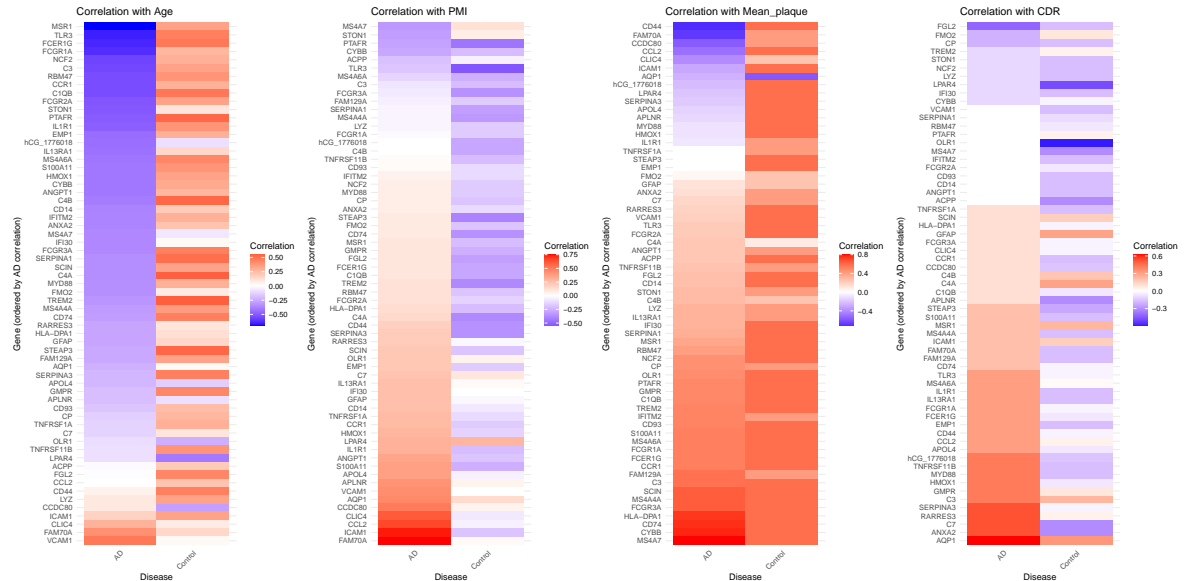 Correlation with Age
MSR1
TLR3
FCER1G
FCGR1A
NCF2
C3
RBM47
CCR1
C1QB
FCGR2A
STON1
PTAFR
IL1R1
EMP1
hCG_1776018
IL13RA1
MS4A6A
S100A11
HMOX1
CYBB
ANGPT1
C4B
CD14
IFITM2
ANXA2
MS4A7
IFI30
FCGR3A
SERPINA1
SCIN
C4A
MYD88
FMO2
TREM2
MS4A4A
CD74
RARRES3
HLA-DPA1
GFAP
STEAP3
FAM129A
AQP1
SERPINA3
APOL4
GMPR
APLNR
CD93
CP
TNFRSF1A
C7
OLR1
TNFRSF11B
LPAR4
ACPP
FGL2
CCL2
CD44
LYZ
CCDC80
ICAM1
CLIC4
FAM70A
VCAM1
Gene (ordered by AD correlation)
AD
Control
Disease
Correlation
0.50
0.25
0.00
-0.25
-0.50
Correlation with PMI
MS4A7
STON1
PTAFR
CYBB
ACPP
TLR3
MS4A6A
C3
FCGR3A
FAM129A
SERPINA1
MS4A4A
LYZ
FCGR1A
hCG_1776018
C4B
TNFRSF11B
CD93
IFITM2
NCF2
MYD88
CP
ANXA2
STEAP3
FMO2
CD74
MSR1
GMPR
FGL2
FCER1G
C1QB
TREM2
RBM47
FCGR2A
HLA-DPA1
C4A
CD44
SERPINA3
RARRES3
SCIN
OLR1
EMP1
C7
IL13RA1
IFI30
GFAP
CD14
TNFRSF1A
CCR1
HMOX1
LPAR4
IL1R1
ANGPT1
S100A11
APOL4
APLNR
VCAM1
AQP1
CCDC80
CLIC4
CCL2
ICAM1
FAM70A
Gene (ordered by AD correlation)
AD
Control
Disease
Correlation
0.75
0.50
0.25
0.00
-0.25
-0.50
Correlation with Mean_plaque
CD44
FAM70A
CCDC80
CCL2
CLIC4
ICAM1
AQP1
hCG_1776018
LPAR4
SERPINA3
APOL4
APLNR
MYD88
HMOX1
IL1R1
TNFRSF1A
STEAP3
EMP1
FMO2
GFAP
ANXA2
C7
RARRES3
VCAM1
TLR3
FCGR2A
C4A
ANGPT1
ACPP
TNFRSF11B
FGL2
CD14
STON1
C4B
LYZ
IL13RA1
IFI30
SERPINA1
MSR1
RBM47
NCF2
CP
OLR1
PTAFR
GMPR
C1QB
TREM2
IFITM2
CD93
S100A11
MS4A6A
FCGR1A
FCER1G
CCR1
FAM129A
C3
SCIN
MS4A4A
FCGR3A
HLA-DPA1
CD74
CYBB
MS4A7
Gene (ordered by AD correlation)
AD
Control
Disease
Correlation
0.8
0.4
0.0
-0.4
Correlation with CDR
FGL2
FMO2
CP
TREM2
STON1
NCF2
LYZ
LPAR4
IFI30
CYBB
VCAM1
SERPINA1
RBM47
PTAFR
OLR1
MS4A7
IFITM2
FCGR2A
CD93
CD14
ANGPT1
ACPP
TNFRSF1A
SCIN
HLA-DPA1
GFAP
FCGR3A
CLIC4
CCR1
CCDC80
C4B
C4A
C1QB
APLNR
STEAP3
S100A11
MSR1
MS4A4A
ICAM1
FAM70A
FAM129A
CD74
TLR3
MS4A6A
IL1R1
IL13RA1
FCGR1A
FCER1G
EMP1
CD44
CCL2
APOL4
hCG_1776018
TNFRSF11B
MYD88
HMOX1
GMPR
C3
SERPINA3
RARRES3
C7
ANXA2
AQP1
Gene (ordered by AD correlation)
AD
Control
Disease
Correlation
0.6
0.3
0.0
-0.3